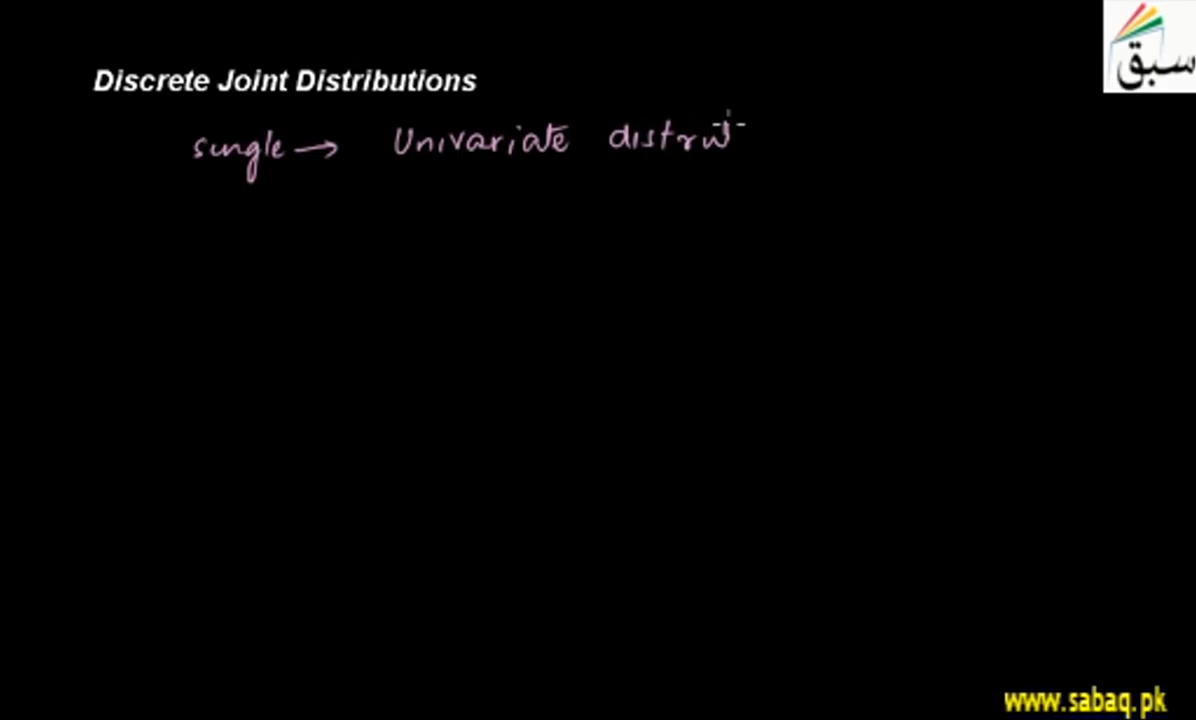 سبق
Discrete Joint Distributions
single → Univariate distri
www.sabaq.pk